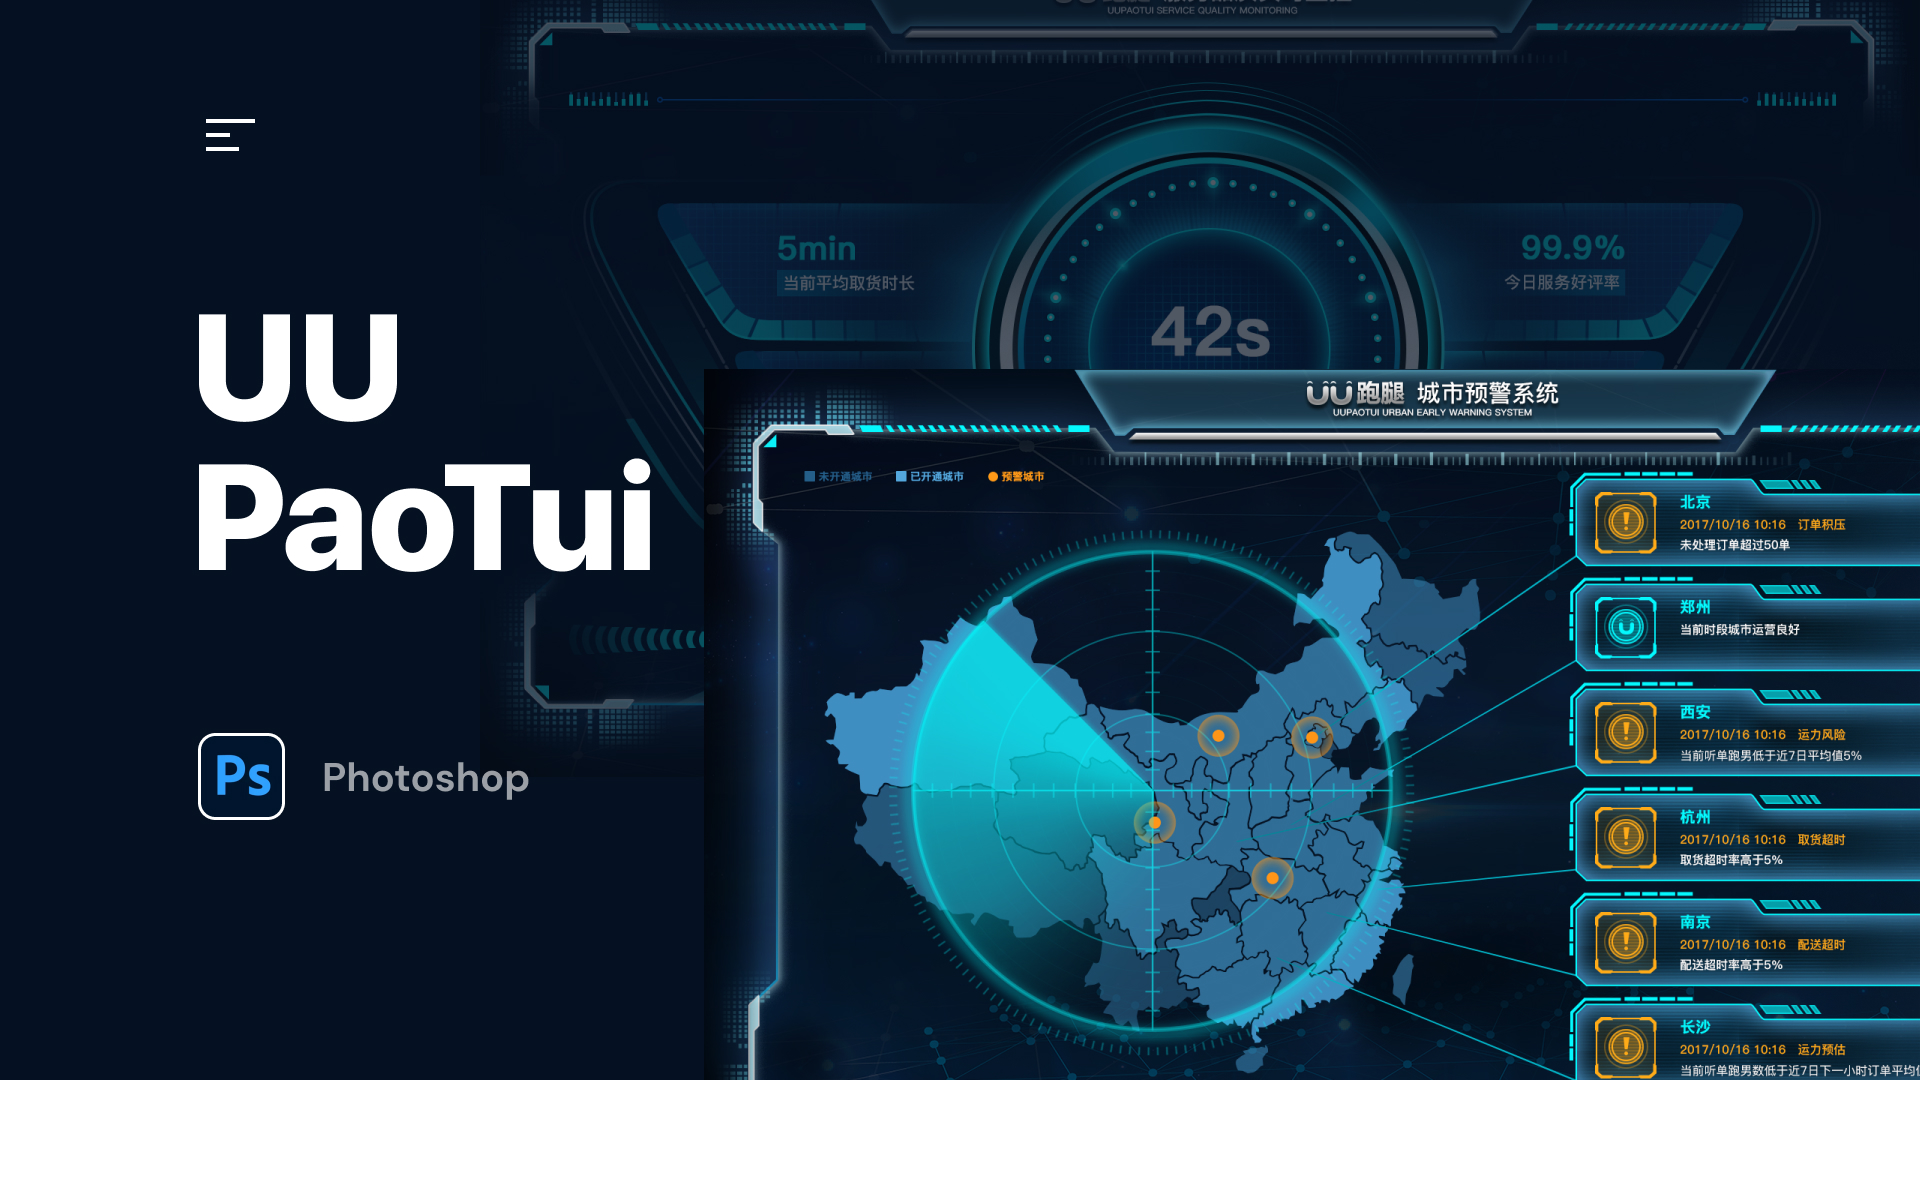 UUPAOTUI SERVICE QUALITY MONITORING
5min
当前平均取货时长
99.9%
今日服务好评率
42s
UU
PaoTui
Ps
Photoshop
UU跑腿 城市预警系统
UUPAOTUI URBAN EARLY WARNING SYSTEM
未开通城市
已开通城市
预警城市
北京
2017/10/16 10:16 订单积压
未处理订单超过50单
郑州
当前时段城市运营良好
西安
2017/10/16 10:16 运力风险
当前听单跑男低于近7日平均值5%
杭州
2017/10/16 10:16 取货超时
取货超时率高于5%
南京
2017/10/16 10:16 配送超时
配送超时率高于5%
长沙
2017/10/16 10:16 运力预估
当前听单跑男数低于近7日下一小时订单平均